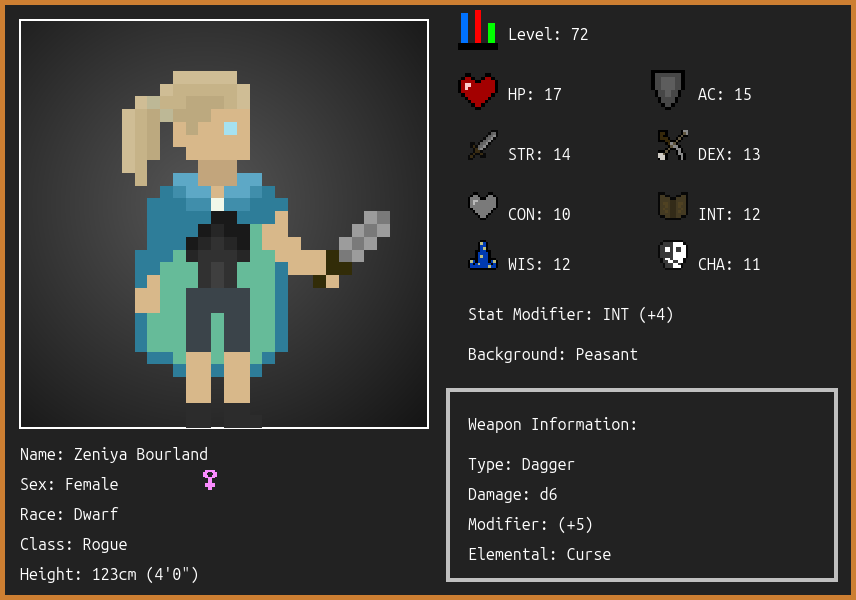 Level: 72
HP: 17
AC: 15
STR: 14
DEX: 13
CON: 10
INT: 12
WIS: 12
CHA: 11
Stat Modifier: INT (+4)
Background: Peasant
Weapon Information:
Type: Dagger
Damage: d6
Modifier: (+5)
Elemental: Curse
Name: Zeniya Bourland
Sex: Female
Race: Dwarf
Class: Rogue
Height: 123cm (4'0")